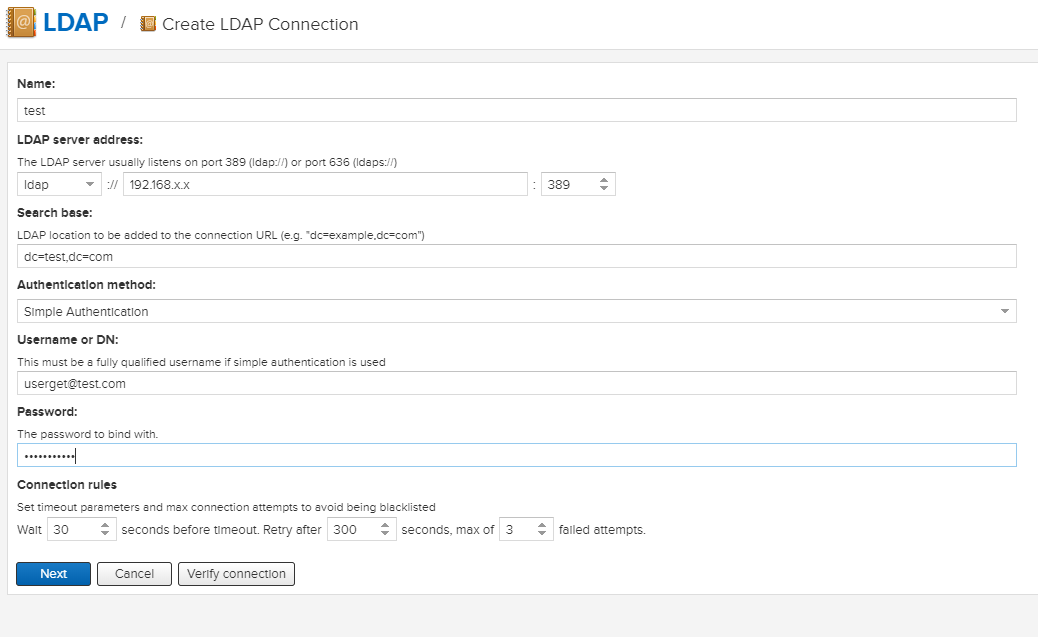 LDAP / Create LDAP Connection
Name:
test
LDAP server address:
The LDAP server usually listens on port 389 (ldap://) or port 636 (ldaps://)
ldap :// 192.168.x.x : 389
Search base:
LDAP location to be added to the connection URL (e.g. "dc=example,dc=com")
dc=test,dc=com
Authentication method:
Simple Authentication
Username or DN:
This must be a fully qualified username if simple authentication is used
userget@test.com
Password:
The password to bind with.
•••••••••••
Connection rules
Set timeout parameters and max connection attempts to avoid being blacklisted
Wait 30 seconds before timeout. Retry after 300 seconds, max of 3 failed attempts.
Next Cancel Verify connection